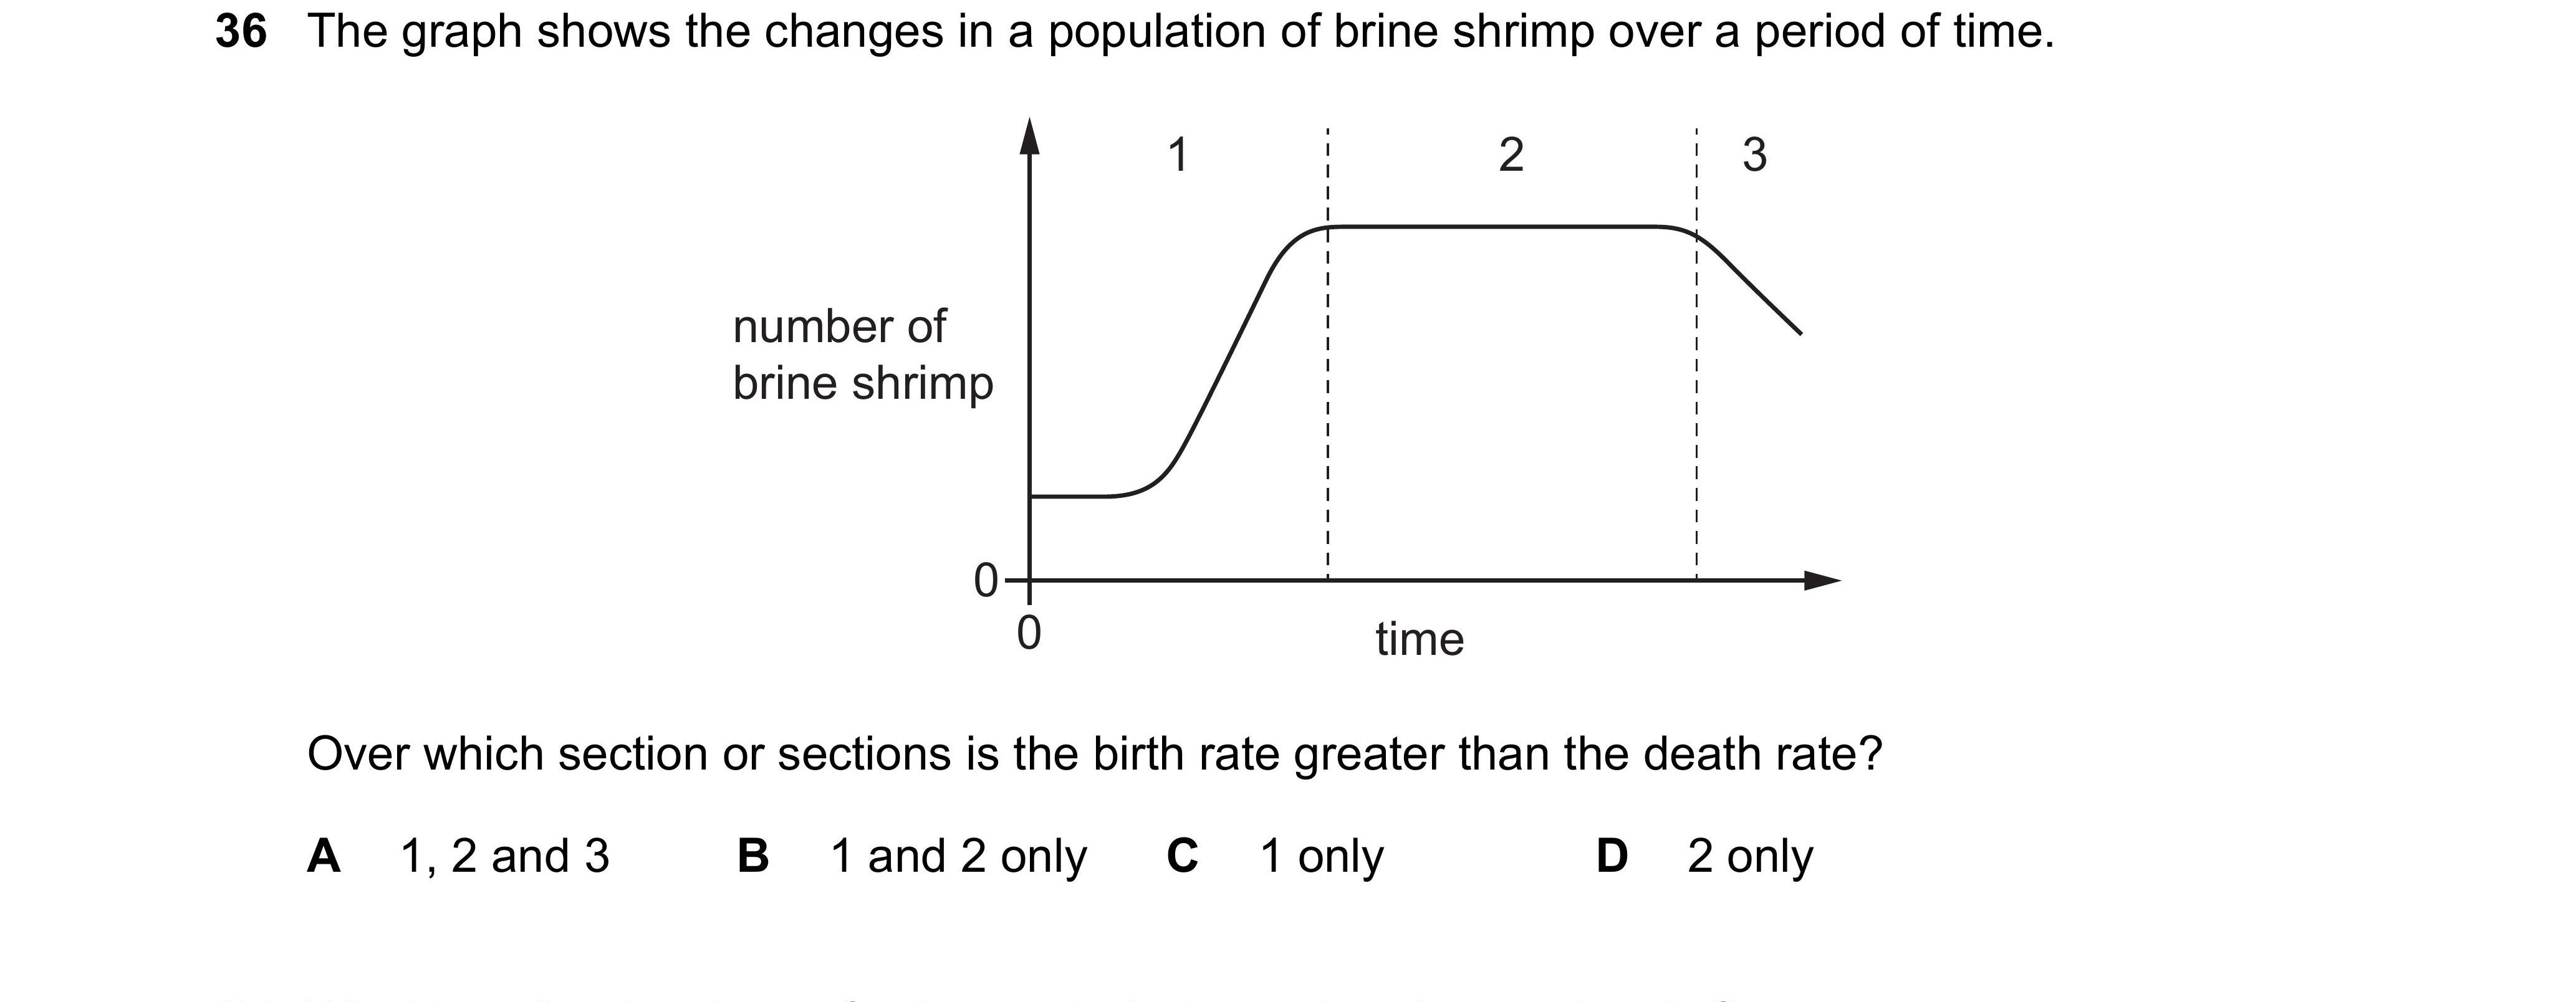 36 The graph shows the changes in a population of brine shrimp over a period of time.
1 2 3
number of
brine shrimp
0
0
time
Over which section or sections is the birth rate greater than the death rate?
A 1, 2 and 3 B 1 and 2 only C 1 only D 2 only